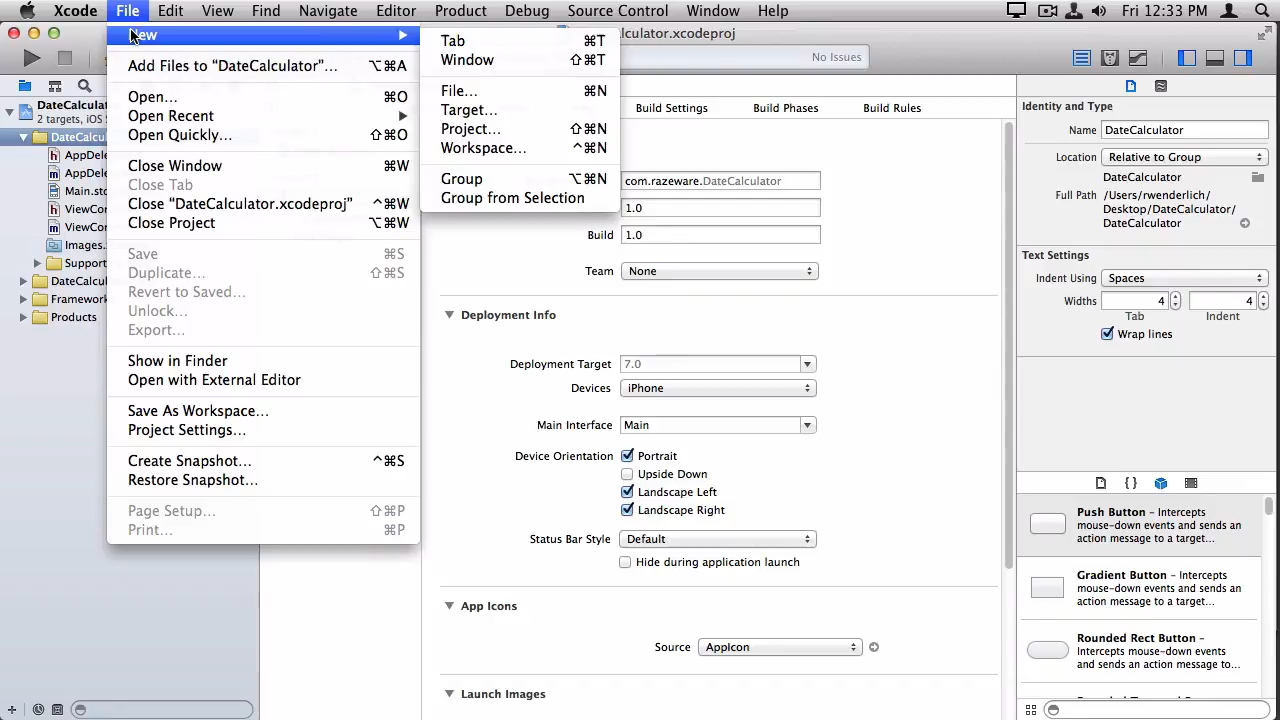 Xcode File Edit View Find Navigate Editor Product Debug Source Control Window Help Fri 12:33 PM
New
Add Files to “DateCalculator”... ⌥⌘A
Open... ⌘O
Open Recent
Open Quickly... ⇧⌘O
Close Window ⌘W
Close Tab
Close “DateCalculator.xcodeproj” ^⌘W
Close Project ⌥⌘W
Save ⌘S
Duplicate... ⇧⌘S
Revert to Saved...
Unlock...
Export...
Show in Finder
Open with External Editor
Save As Workspace...
Project Settings...
Create Snapshot... ^⌘S
Restore Snapshot...
Page Setup... ⇧⌘P
Print... ⌘P
Tab ⌘T
Window ⇧⌘T
File... ⌘N
Target...
Project... ⇧⌘N
Workspace... ^⌘N
Group ⌥⌘N
Group from Selection
alculator.xcodeproj
No Issues
DateCalculat
2 targets, iOS
DateCalcu
AppDele
AppDele
Main.sto
ViewCor
ViewCor
Images.
Support
DateCalcu
Framework
Products
Build Settings Build Phases Build Rules
com.razeware.DateCalculator
1.0
Build 1.0
Team None
Deployment Info
Deployment Target 7.0
Devices iPhone
Main Interface Main
Device Orientation Portrait
Upside Down
Landscape Left
Landscape Right
Status Bar Style Default
Hide during application launch
App Icons
Source AppIcon
Launch Images
Identity and Type
Name DateCalculator
Location Relative to Group
DateCalculator
Full Path /Users/rwenderlich/
Desktop/DateCalculator/
DateCalculator
Text Settings
Indent Using Spaces
Widths 4 4
Tab Indent
Wrap lines
Push Button – Intercepts
mouse-down events and sends an
action message to a target...
Gradient Button – Intercepts
mouse-down events and sends an
action message to a target...
Rounded Rect Button –
Intercepts mouse-down events
and sends an action message to...